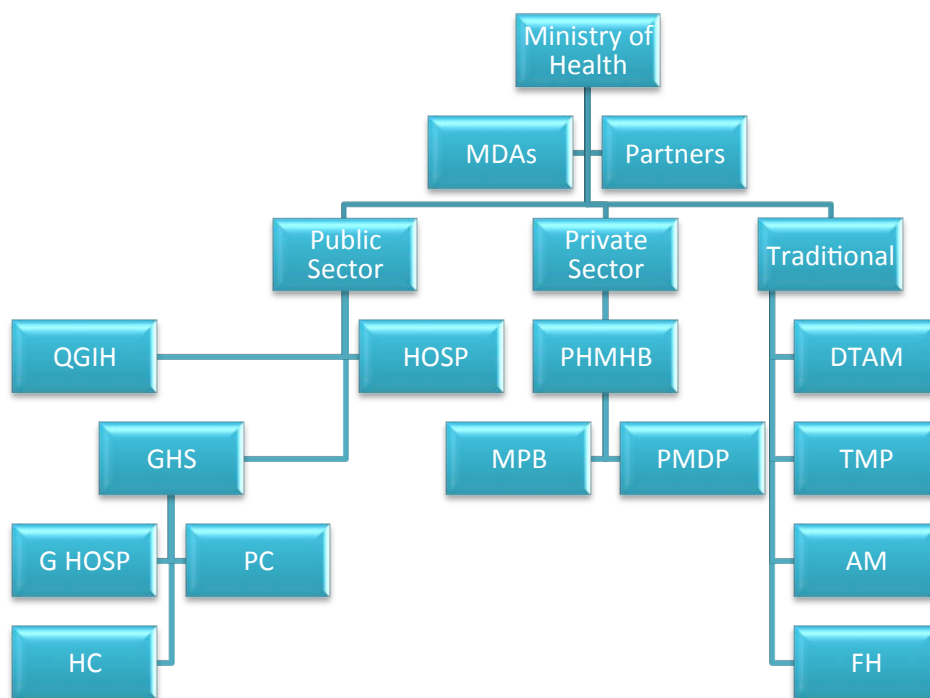 Ministry of
Health
MDAs
Partners
Public
Sector
Private
Sector
Traditional
QGIH
HOSP
PHMHB
DTAM
GHS
MPB
PMDP
TMP
G HOSP
PC
AM
HC
FH